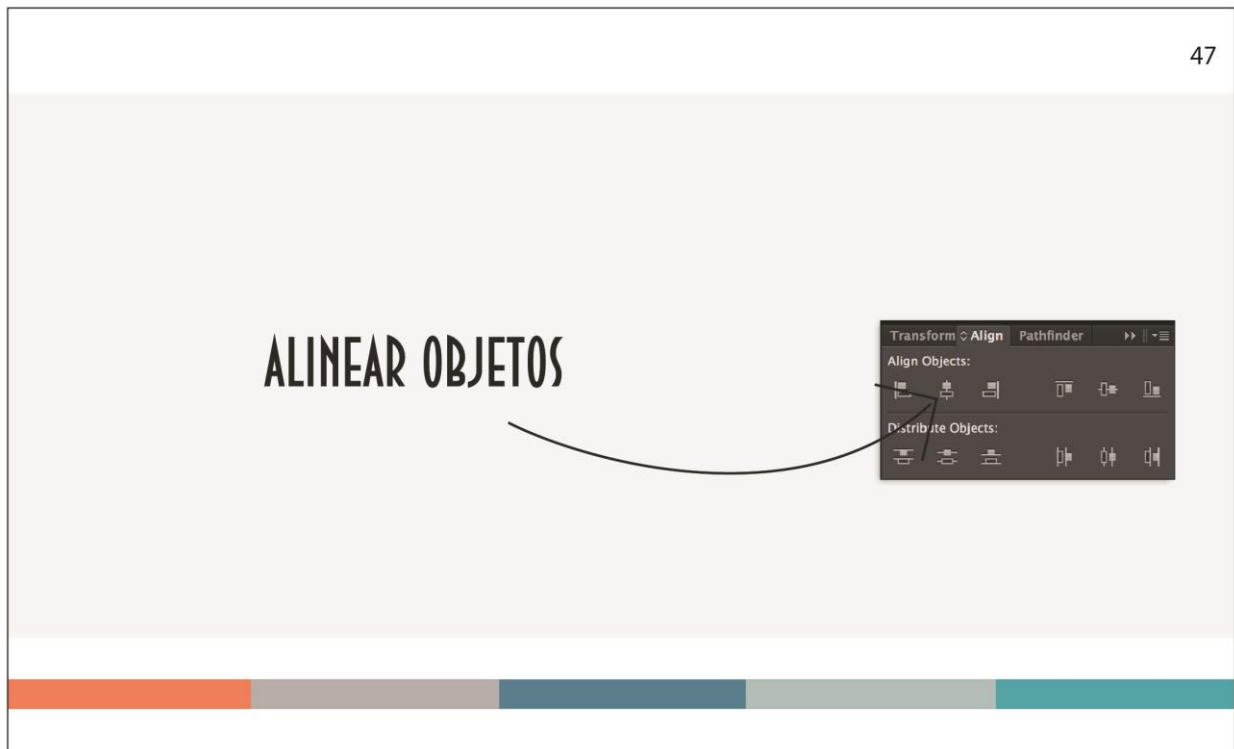 47
ALINEAR OBJETOS
Transform Align Pathfinder
Align Objects:
Distribute Objects: